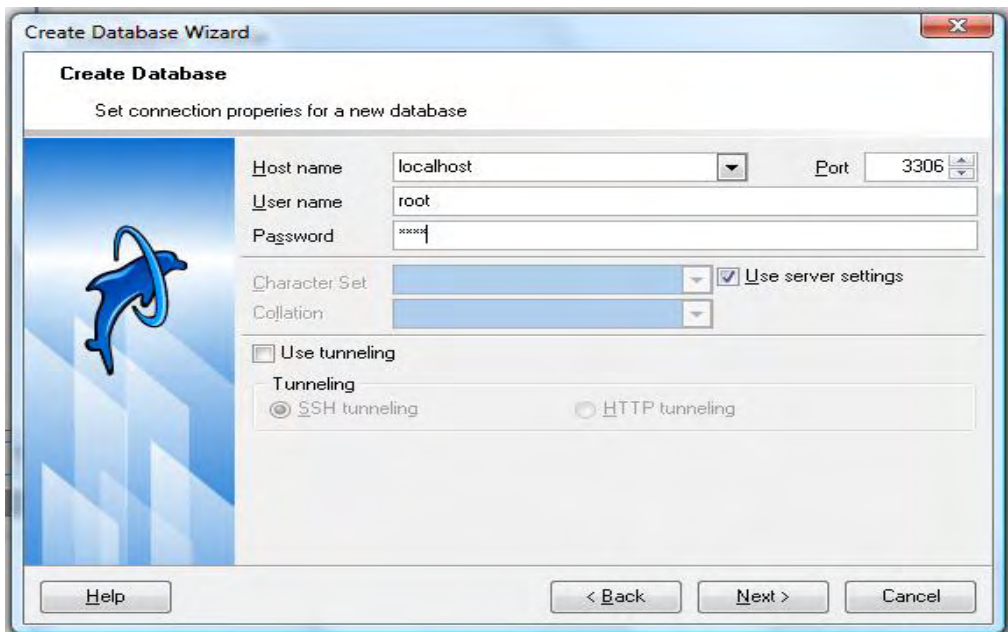 Create Database Wizard
Create Database
Set connection properies for a new database
Host name localhost Port 3306
User name root
Password ****
Character Set Use server settings
Collation
Use tunneling
Tunneling
SSH tunneling HTTP tunneling
Help < Back Next > Cancel